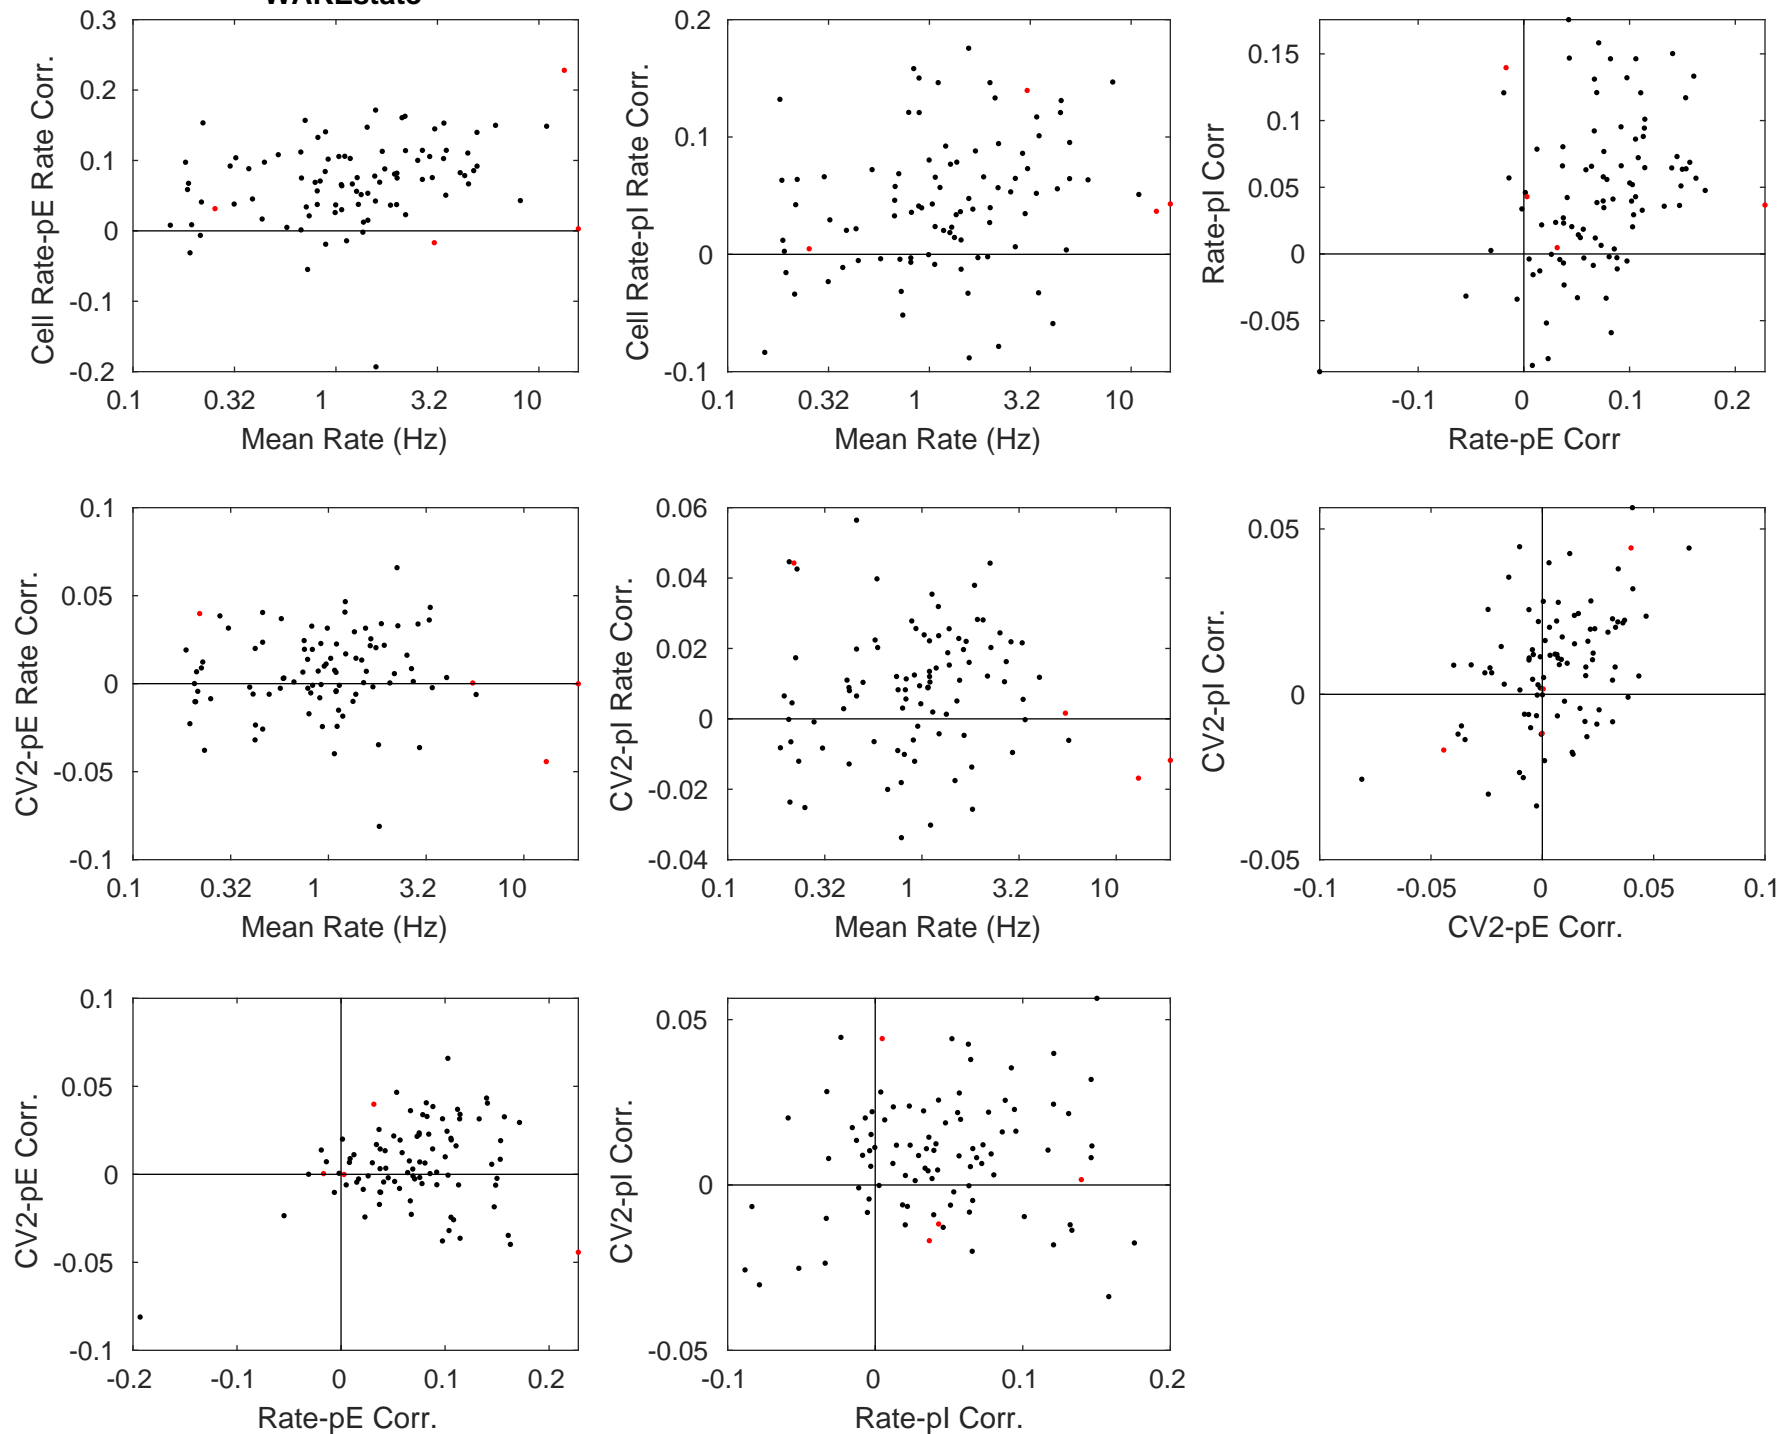 WAKEstate
0.3
0.2
0.1
0
-0.1
-0.2
Cell Rate-pE Rate Corr.
0.1 0.32 1 3.2 10
Mean Rate (Hz)
0.2
0.1
0
-0.1
Cell Rate-pI Rate Corr.
0.1 0.32 1 3.2 10
Mean Rate (Hz)
0.15
0.1
0.05
0
-0.05
Rate-pI Corr
-0.1 0 0.1 0.2
Rate-pE Corr
0.1
0.05
0
-0.05
-0.1
CV2-pE Rate Corr.
0.1 0.32 1 3.2 10
Mean Rate (Hz)
0.06
0.04
0.02
0
-0.02
-0.04
CV2-pI Rate Corr.
0.1 0.32 1 3.2 10
Mean Rate (Hz)
0.05
0
-0.05
CV2-pI Corr.
-0.1 -0.05 0 0.05 0.1
CV2-pE Corr.
0.1
0.05
0
-0.05
-0.1
CV2-pE Corr.
-0.2 -0.1 0 0.1 0.2
Rate-pE Corr.
0.05
0
-0.05
CV2-pI Corr.
-0.1 0 0.1 0.2
Rate-pI Corr.